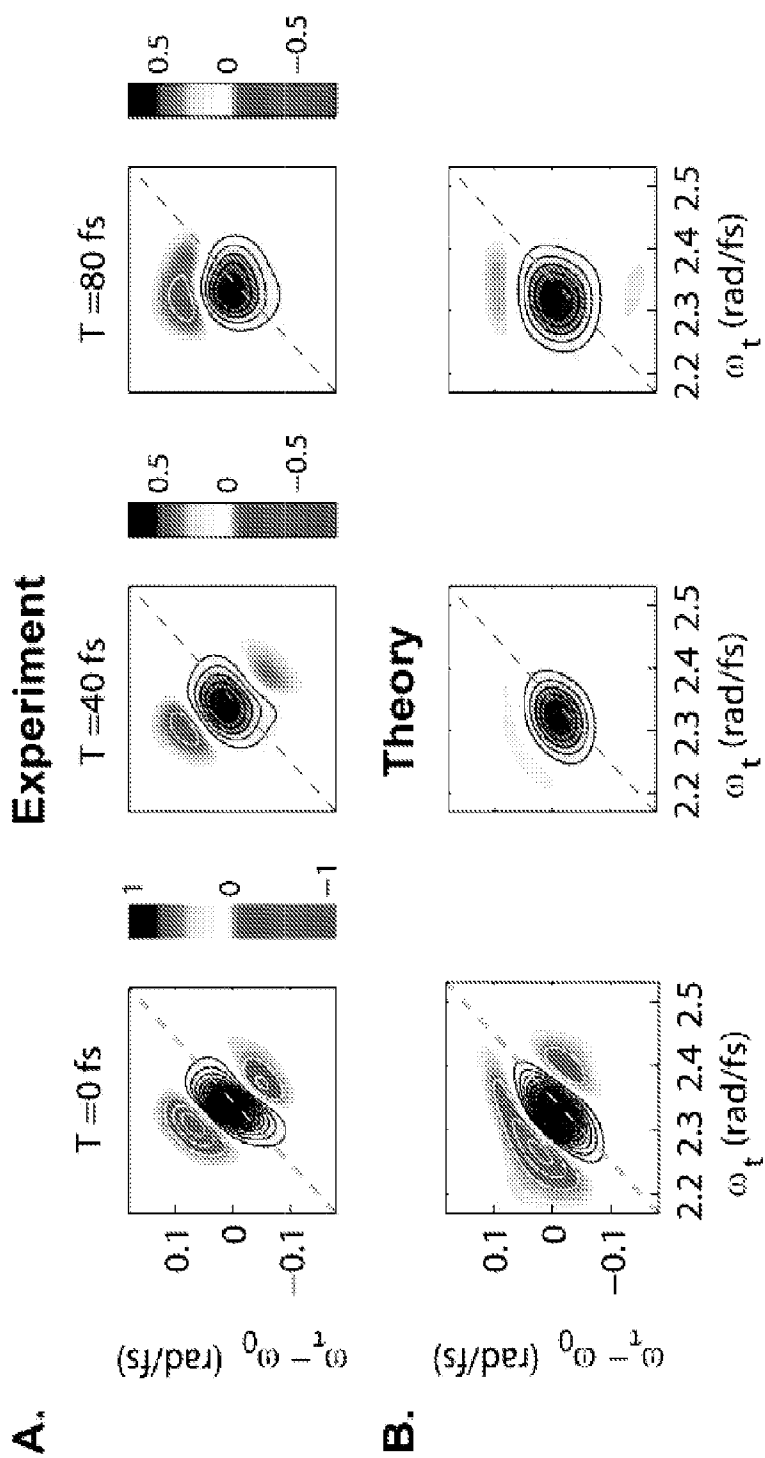 A.
Experiment
T =0 fs
T =40 fs
T =80 fs
ω_τ − ω_0
(rad/fs)
0.1
0
−0.1
1
0
−1
0.5
0
−0.5
0.5
0
−0.5
B.
Theory
ω_τ − ω_0
(rad/fs)
0.1
0
−0.1
2.2 2.3 2.4 2.5
ω_t (rad/fs)
2.2 2.3 2.4 2.5
ω_t (rad/fs)
2.2 2.3 2.4 2.5
ω_t (rad/fs)